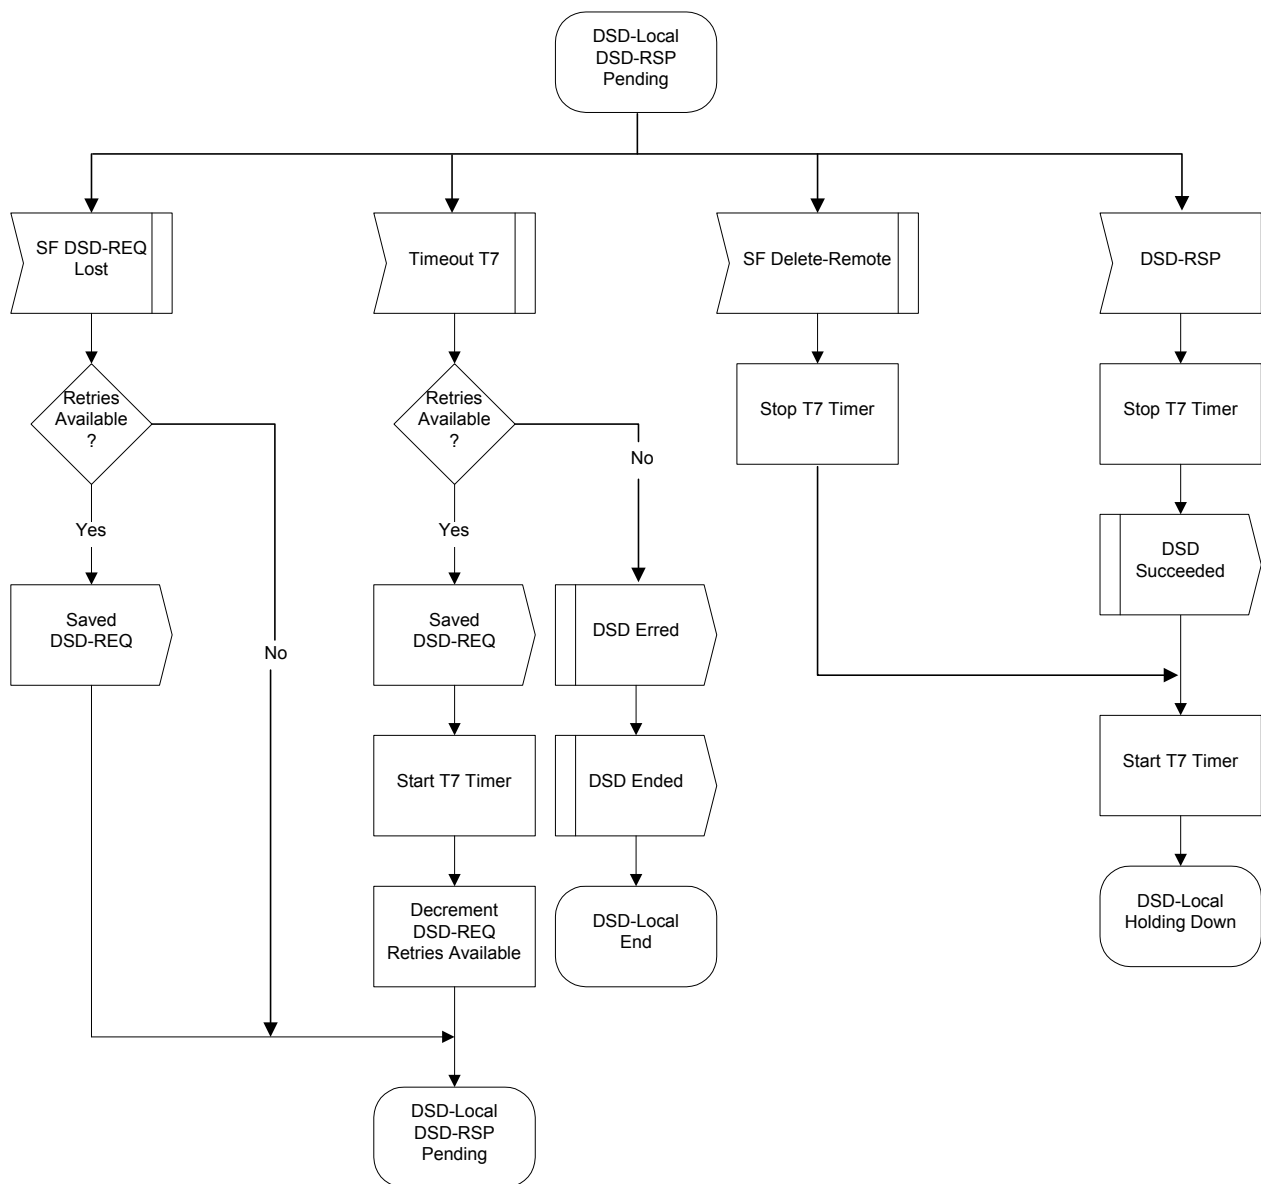 DSD-Local
DSD-RSP
Pending
SF DSD-REQ
Lost
Timeout T7
SF Delete-Remote
DSD-RSP
Retries
Available
?
Retries
Available
?
Stop T7 Timer
Stop T7 Timer
No
Yes
Yes
DSD
Succeeded
Saved
DSD-REQ
No
Saved
DSD-REQ
DSD Erred
Start T7 Timer
DSD Ended
Start T7 Timer
Decrement
DSD-REQ
Retries Available
DSD-Local
End
DSD-Local
Holding Down
DSD-Local
DSD-RSP
Pending